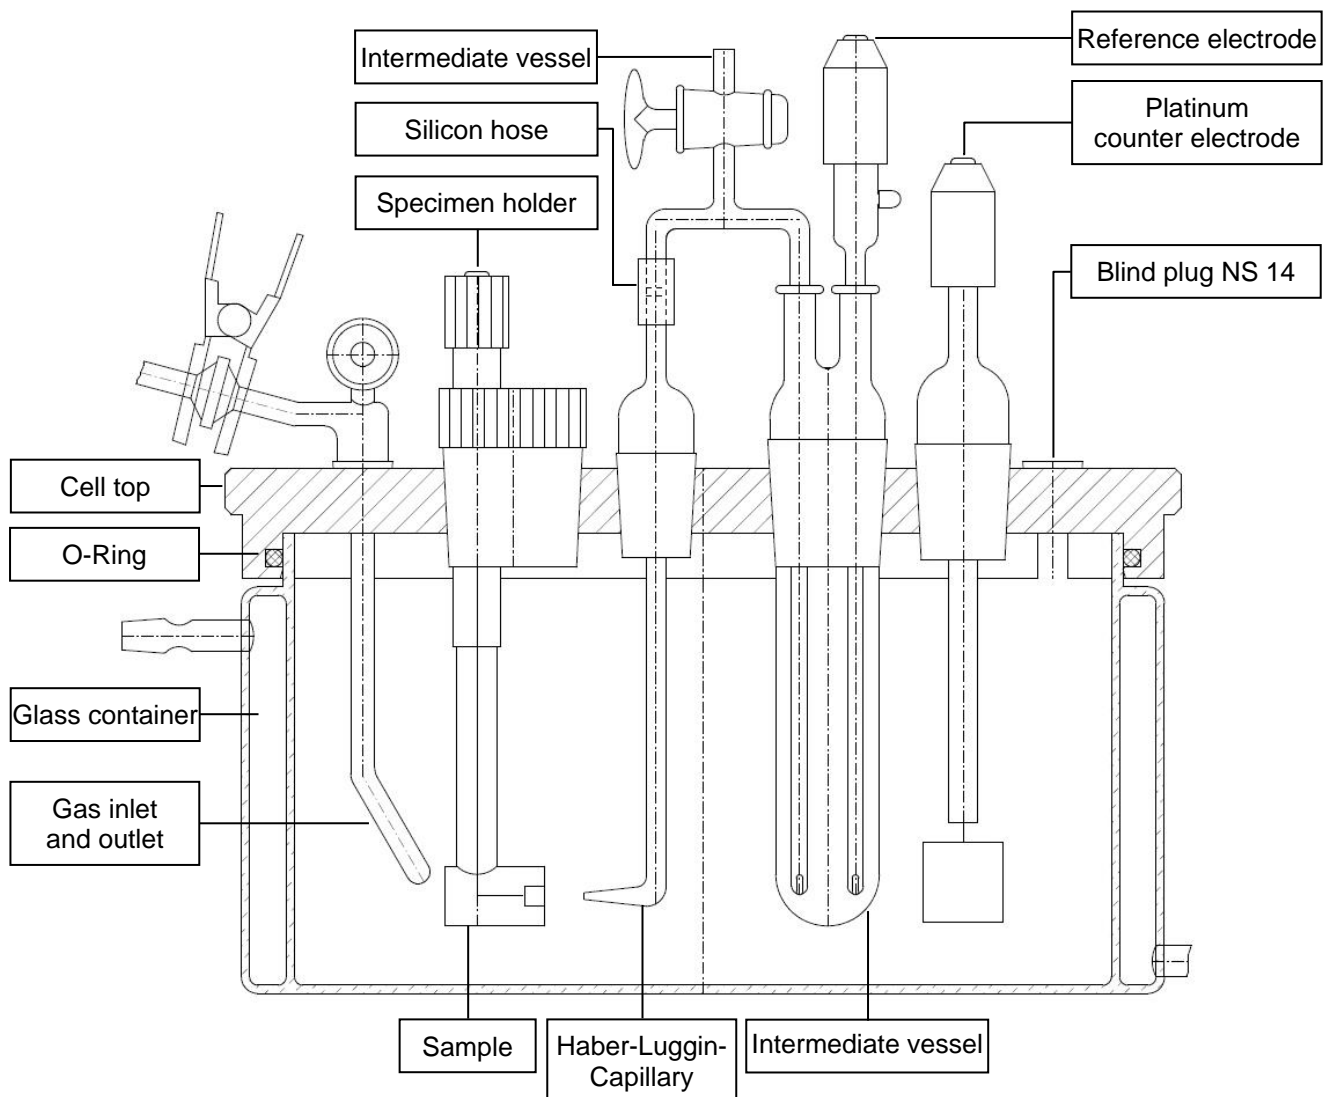 Intermediate vessel
Silicon hose
Specimen holder
Reference electrode
Platinum
counter electrode
Blind plug NS 14
Cell top
O-Ring
Glass container
Gas inlet
and outlet
Sample
Haber-Luggin-
Capillary
Intermediate vessel